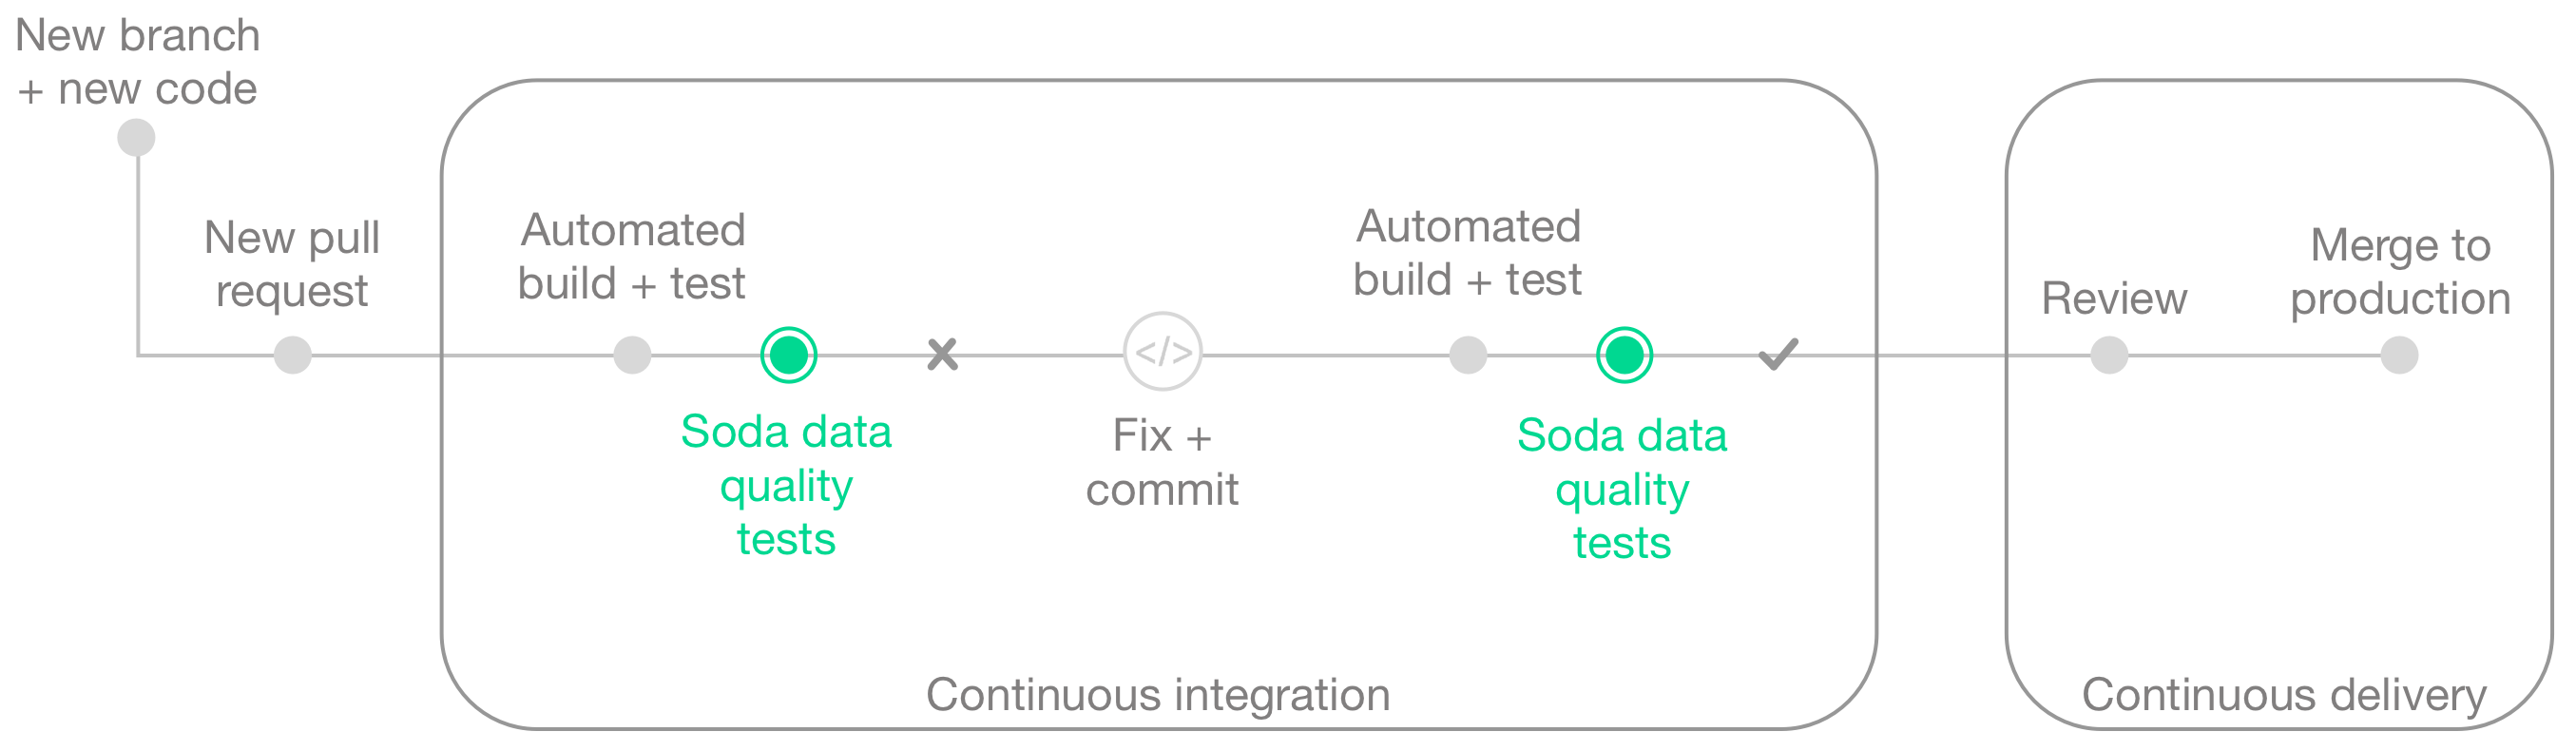 New branch
+ new code
New pull
request
Automated
build + test
Soda data
quality
tests
</>
Fix +
commit
Automated
build + test
Soda data
quality
tests
Continuous integration
Review
Merge to
production
Continuous delivery